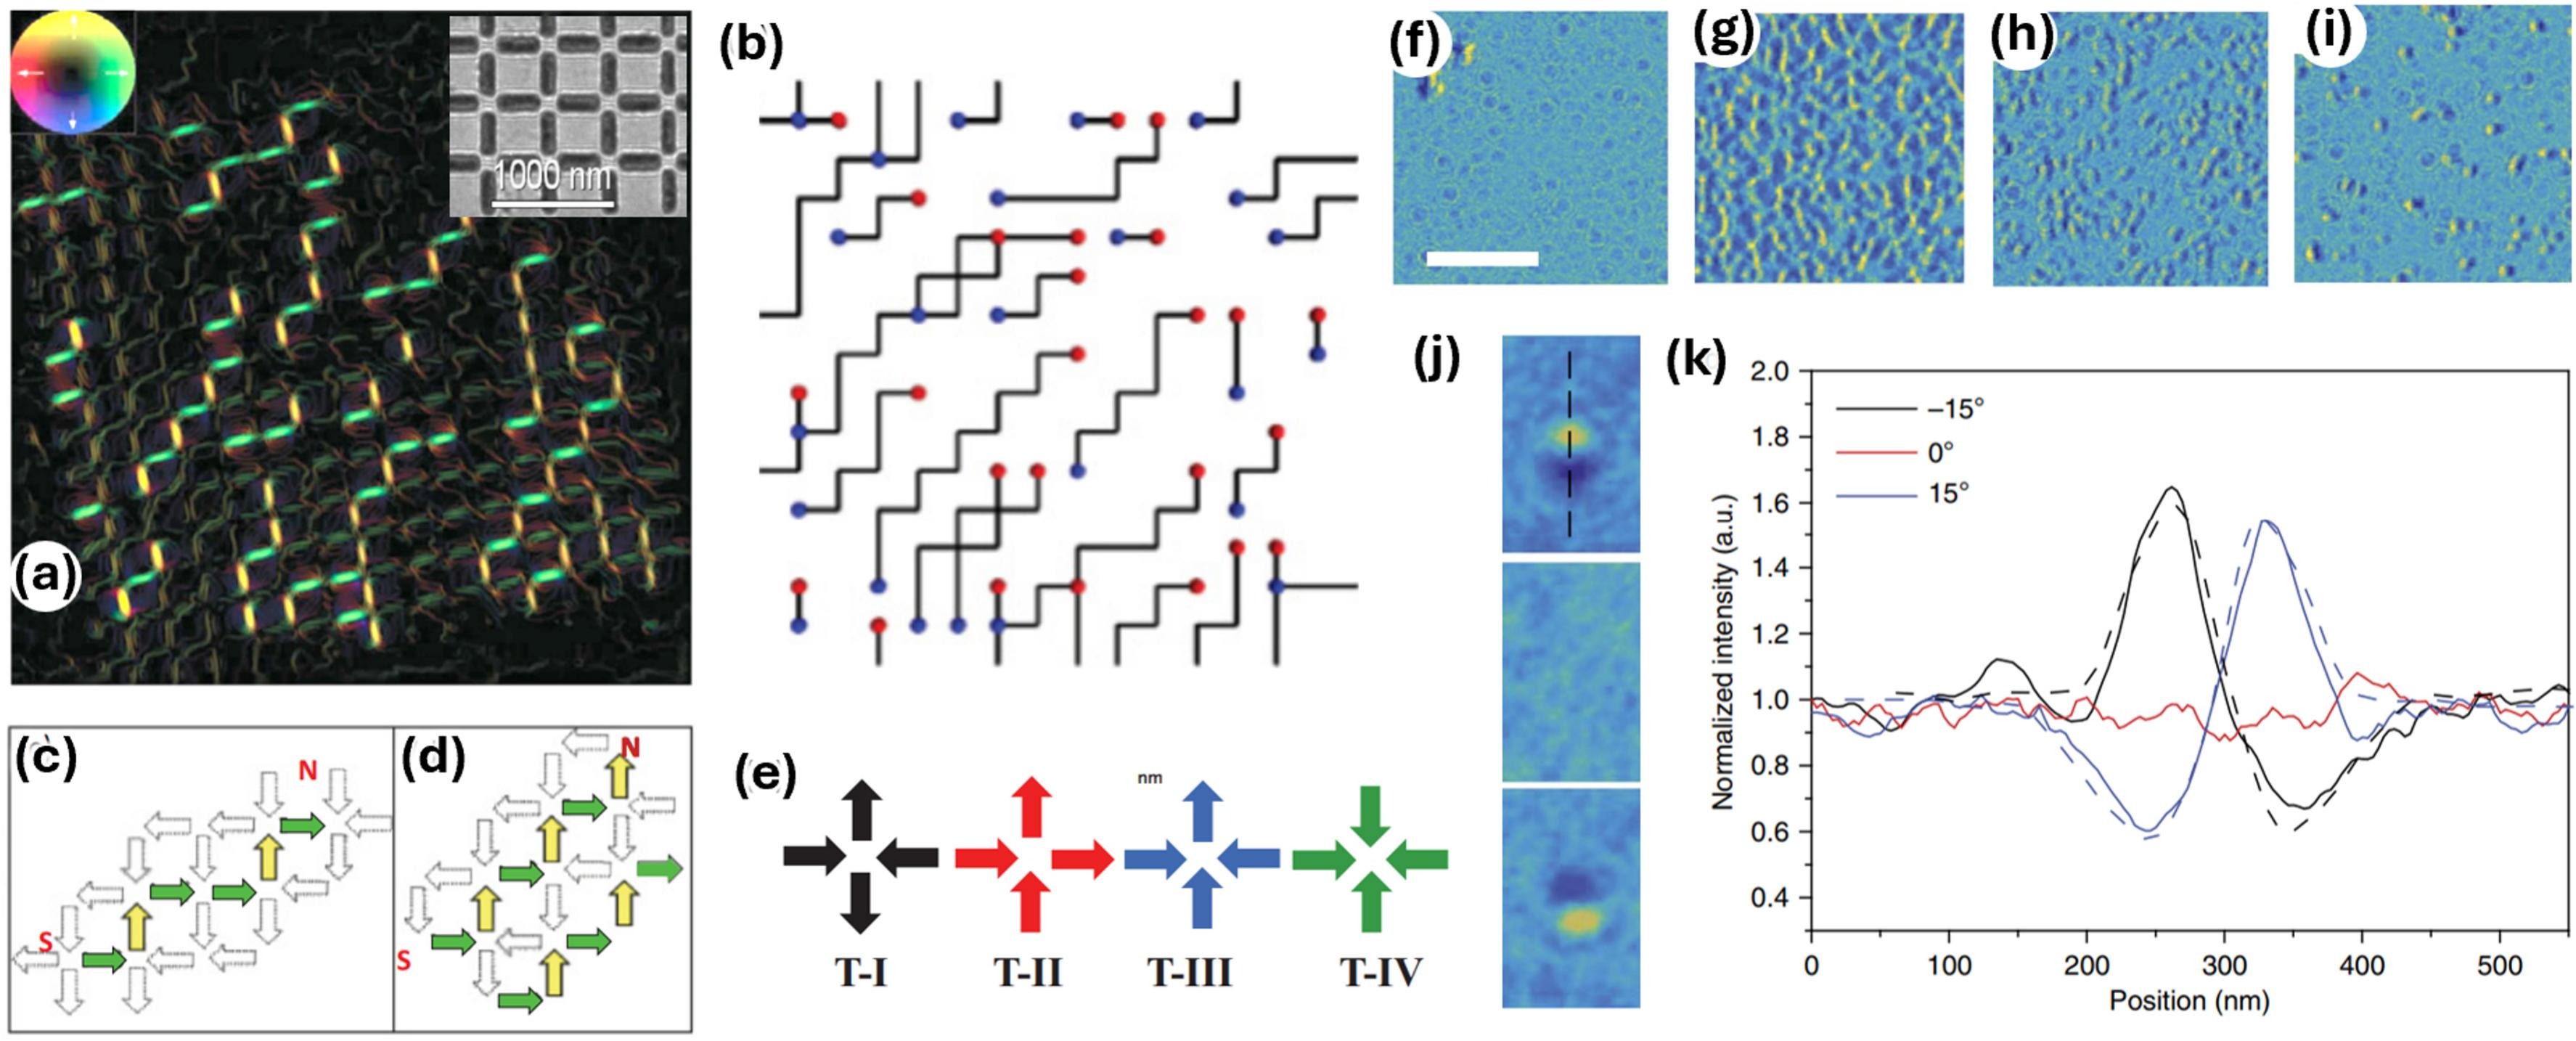 (a)
1000 nm
(b)
(c)
N
S
(d)
N
S
(e)
nm
T-I
T-II
T-III
T-IV
(f)
(g)
(h)
(i)
(j)
(k)
2.0
1.8
1.6
1.4
1.2
1.0
0.8
0.6
0.4
Normalized intensity (a.u.)
–15°
0°
15°
0
100
200
300
400
500
Position (nm)